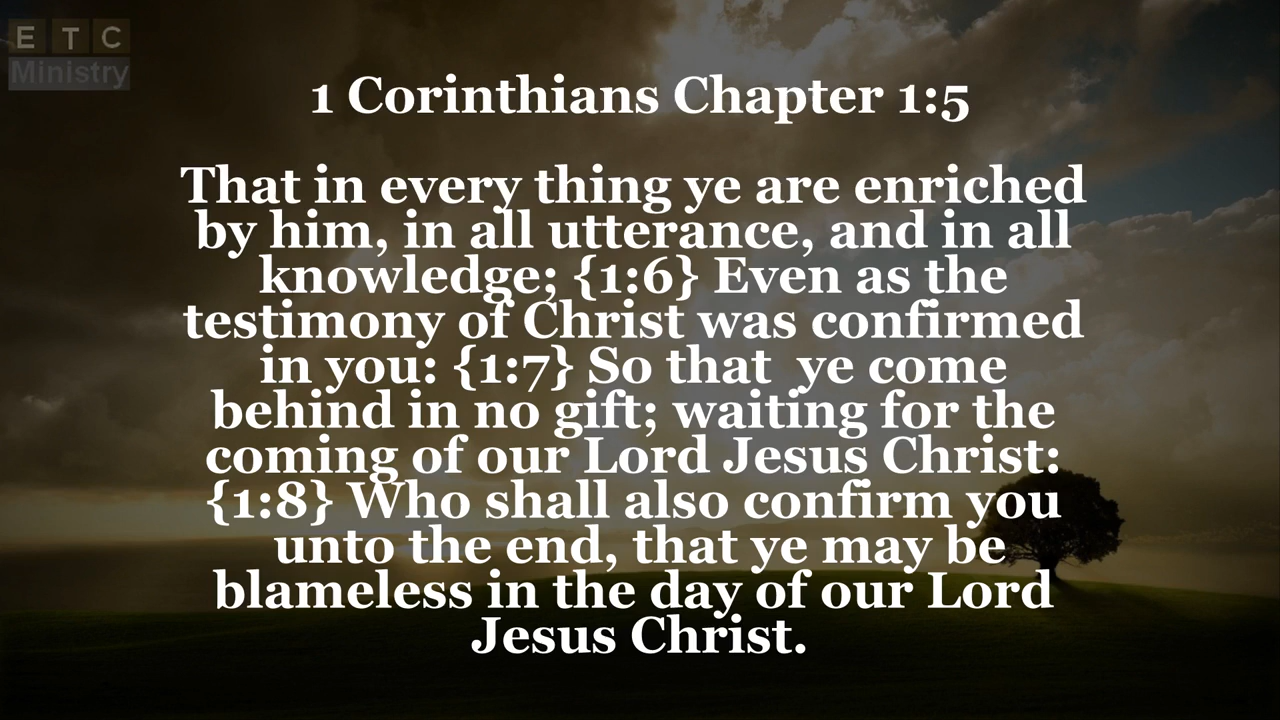 E T C
Ministry
1 Corinthians Chapter 1:5
That in every thing ye are enriched
by him, in all utterance, and in all
knowledge; {1:6} Even as the
testimony of Christ was confirmed
in you: {1:7} So that  ye come
behind in no gift; waiting for the
coming of our Lord Jesus Christ:
{1:8} Who shall also confirm you
unto the end, that ye may be
blameless in the day of our Lord
Jesus Christ.